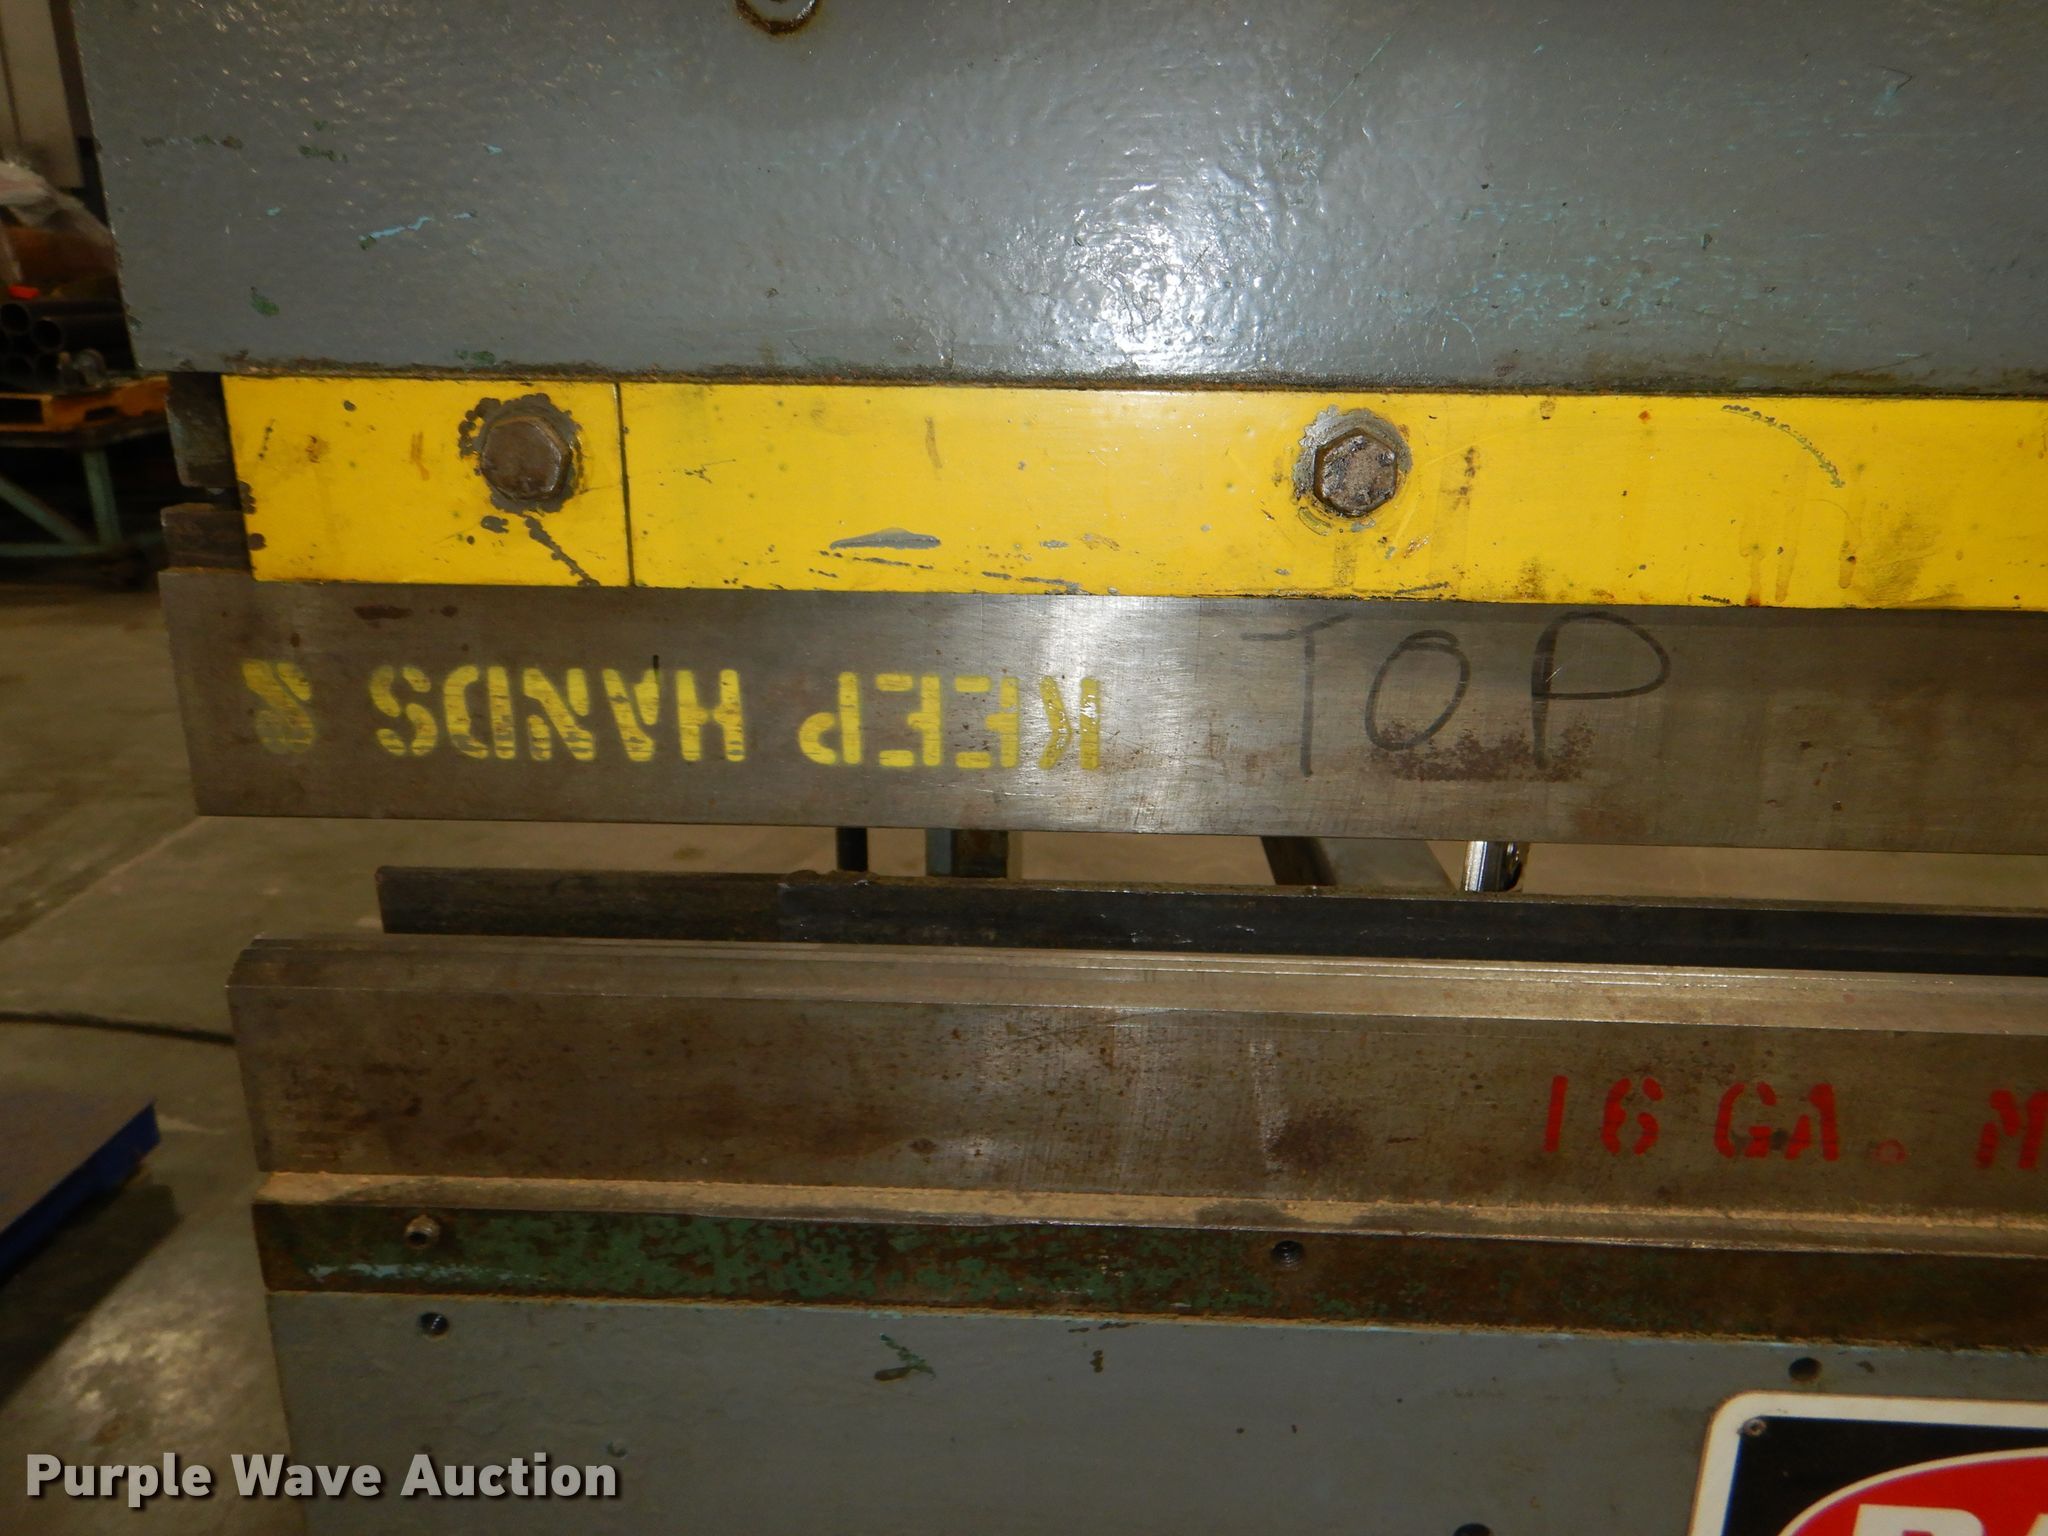 KEEP HANDS &
TOP
16 GA. M
Purple Wave Auction